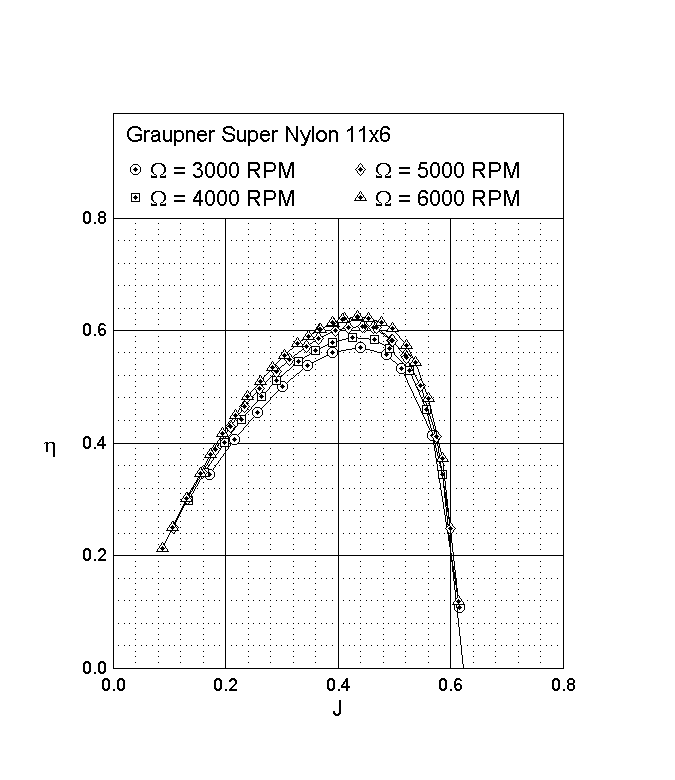 Graupner Super Nylon 11x6
Ω = 3000 RPM Ω = 5000 RPM
Ω = 4000 RPM Ω = 6000 RPM
0.8
0.6
0.4
η
0.2
0.0
0.0 0.2 0.4 0.6 0.8
J